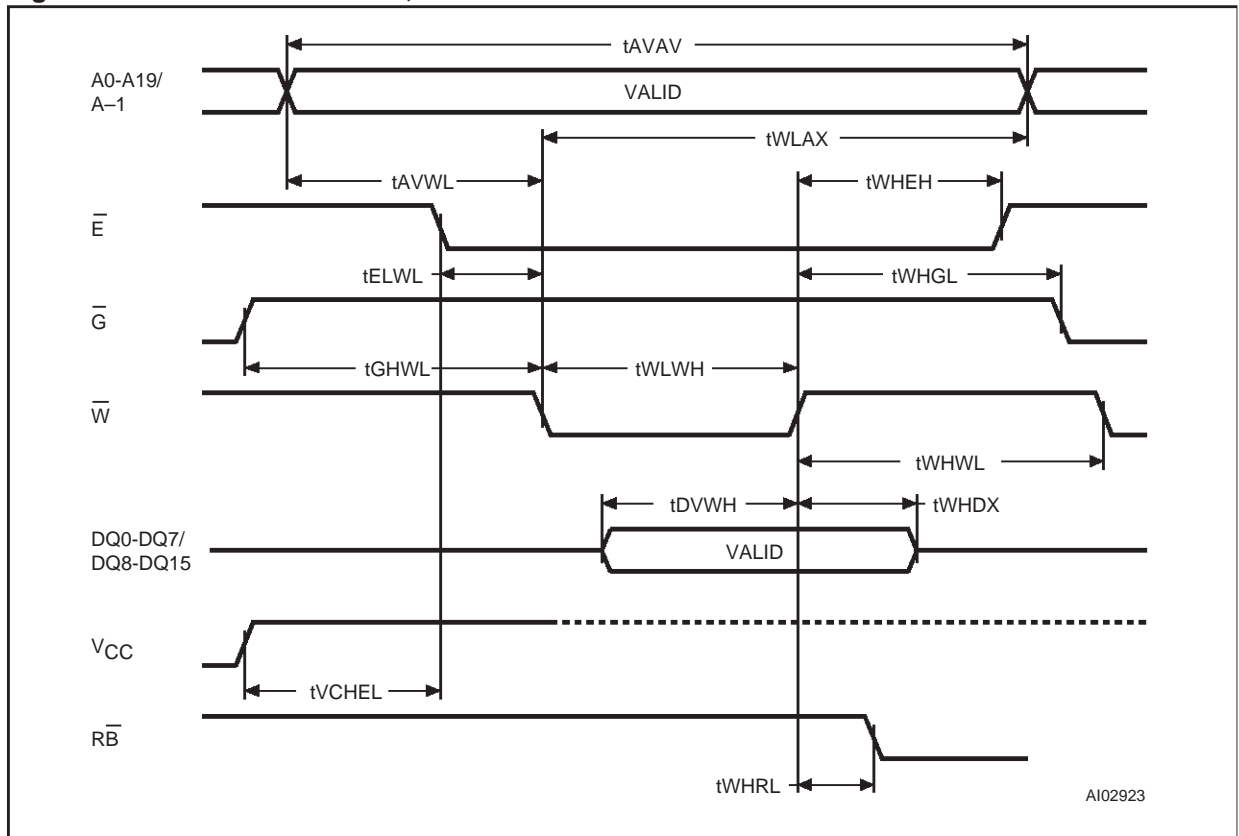 tAVAV
A0-A19/
A–1
VALID
tWLAX
tAVWL
tWHEH
E̅
tELWL
tWHGL
G̅
tGHWL
tWLWH
W̅
tWHWL
tDVWH
tWHDX
DQ0-DQ7/
DQ8-DQ15
VALID
VCC
tVCHEL
RB̅
tWHRL
AI02923